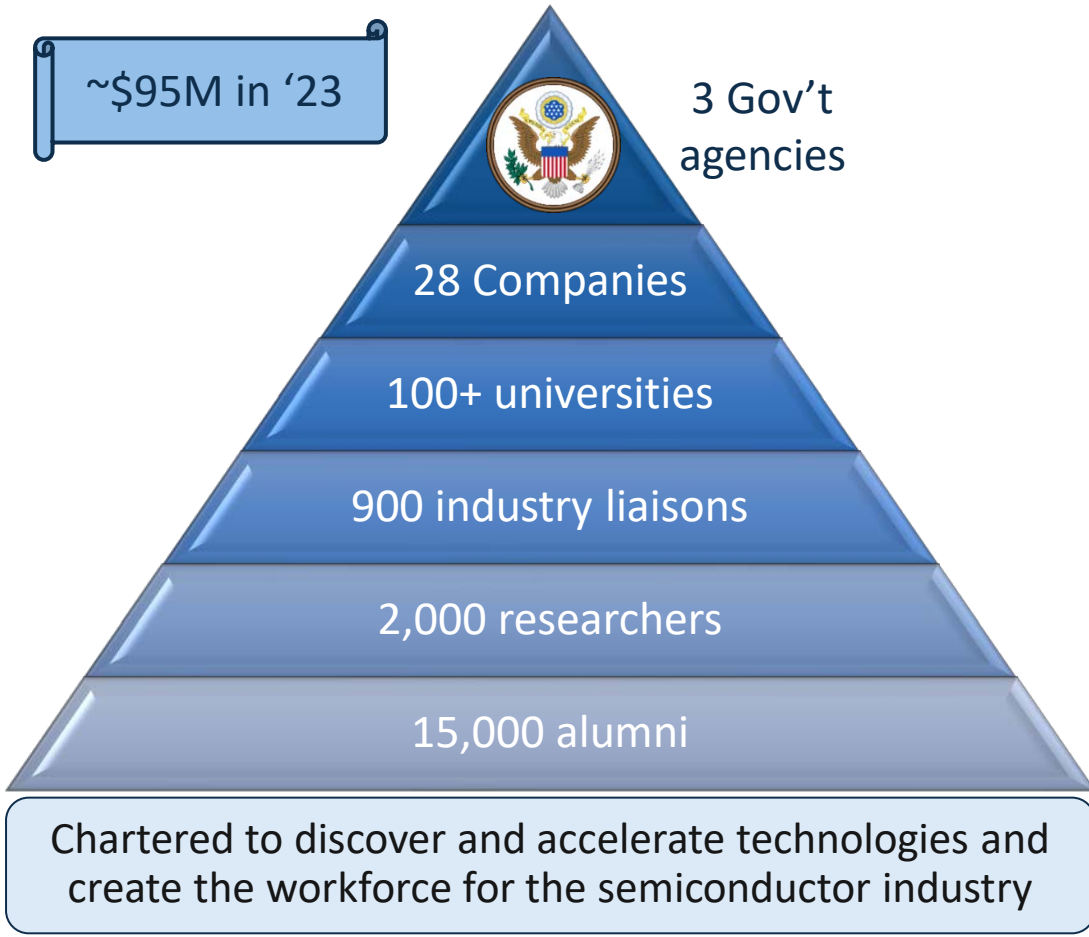 ~$95M in ‘23
3 Gov’t
agencies
28 Companies
100+ universities
900 industry liaisons
2,000 researchers
15,000 alumni
Chartered to discover and accelerate technologies and
create the workforce for the semiconductor industry